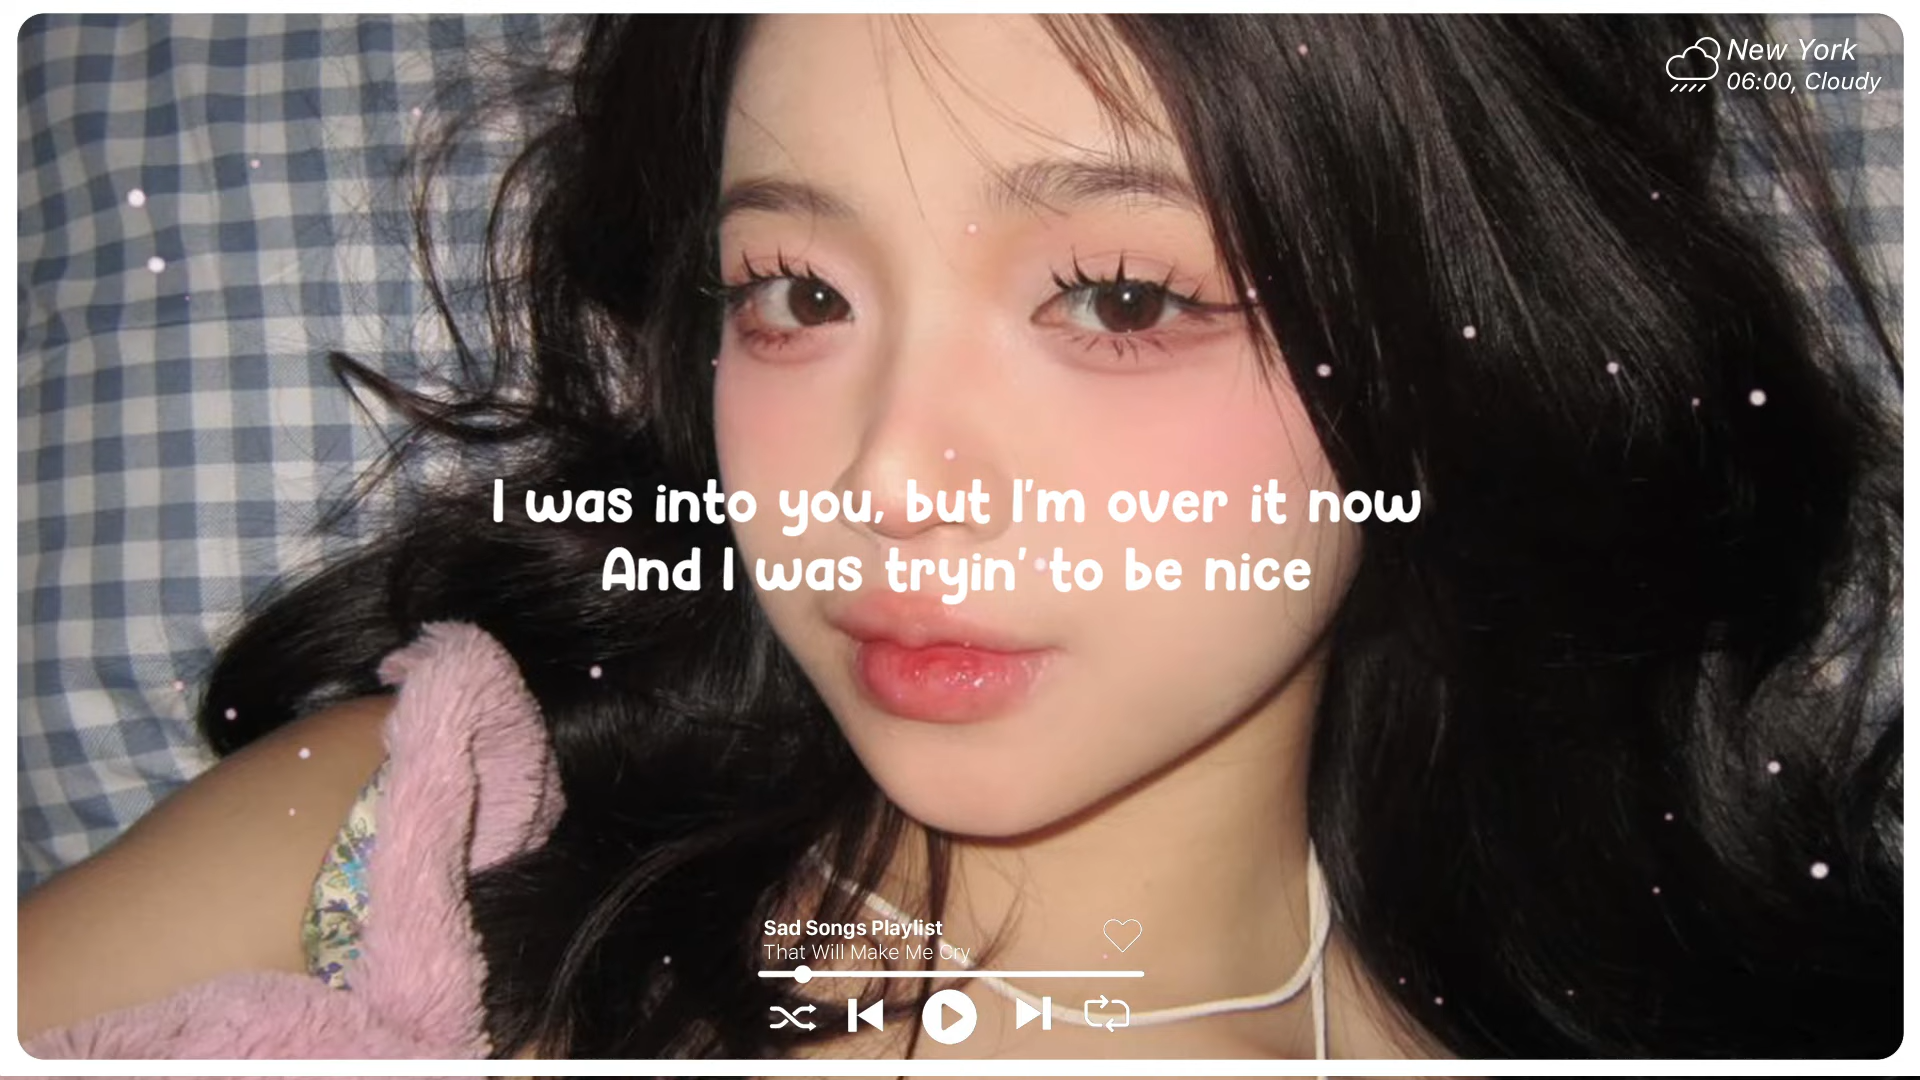 New York
06:00, Cloudy
I was into you, but I'm over it now
And I was tryin' to be nice
Sad Songs Playlist
That Will Make Me Cry